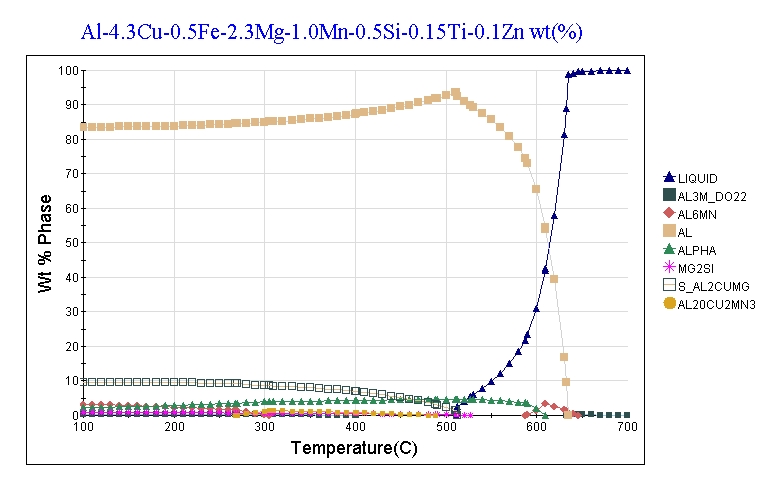 Al-4.3Cu-0.5Fe-2.3Mg-1.0Mn-0.5Si-0.15Ti-0.1Zn wt(%)
100
90
80
70
60
50
40
30
20
10
0
Wt % Phase
100 200 300 400 500 600 700
Temperature(C)
LIQUID
AL3M_DO22
AL6MN
AL
ALPHA
MG2SI
S_AL2CUMG
AL20CU2MN3